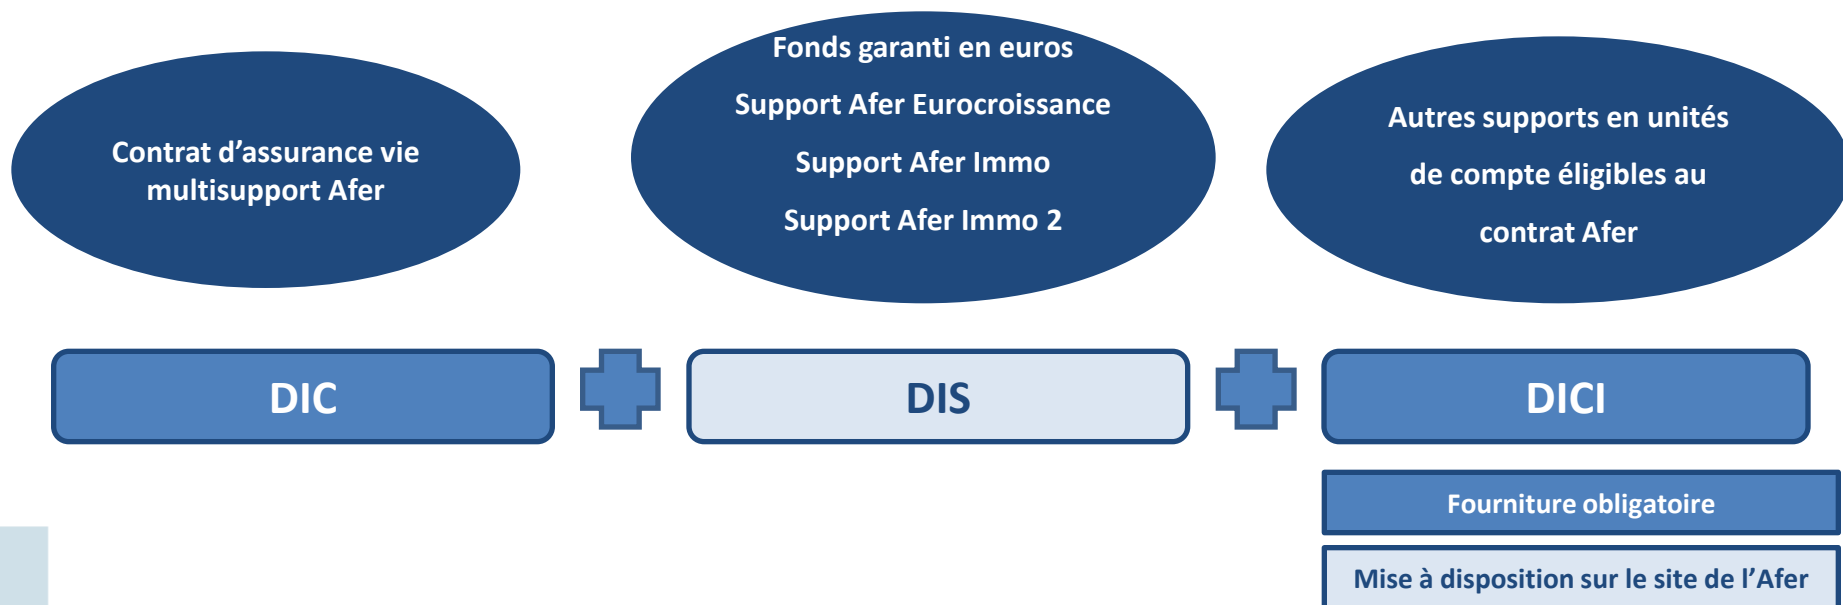 Contrat d’assurance vie
multisupport Afer
Fonds garanti en euros
Support Afer Eurocroissance
Support Afer Immo
Support Afer Immo 2
Autres supports en unités
de compte éligibles au
contrat Afer
DIC
DIS
DICI
Fourniture obligatoire
Mise à disposition sur le site de l’Afer